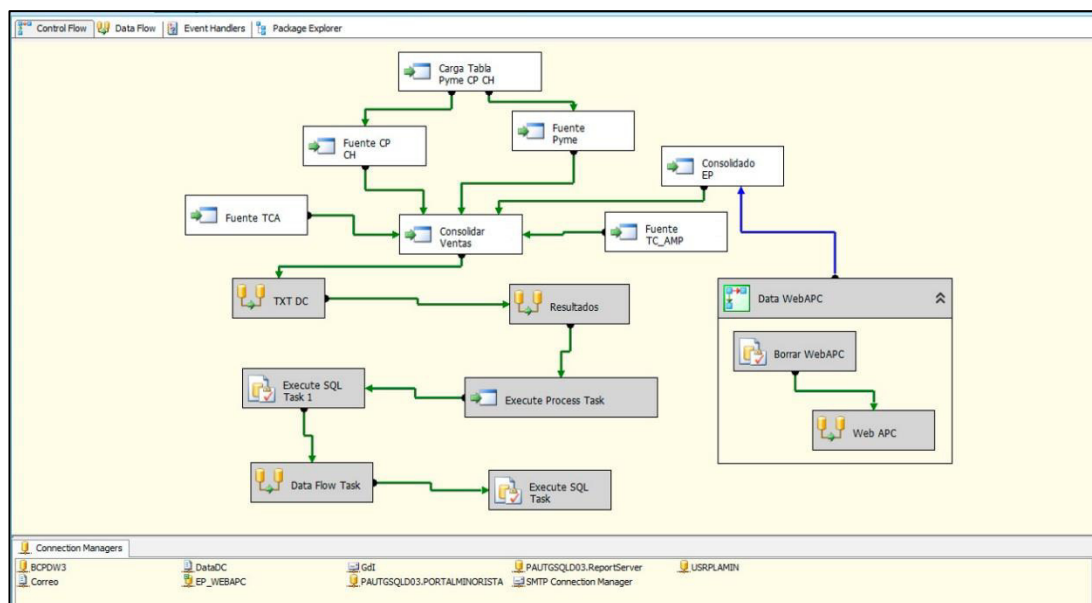 Control Flow
Data Flow
Event Handlers
Package Explorer
Carga Tabla
Pyme CP CH
Fuente CP
CH
Fuente
Pyme
Consolidado
EP
Fuente TCA
Consolidar
Ventas
Fuente
TC_AMP
TXT DC
Resultados
Data WebAPC
Borrar WebAPC
Execute SQL
Task 1
Execute Process Task
Web APC
Data Flow Task
Execute SQL
Task
Connection Managers
BCPDW3
DataDC
GdI
PAUTGSQLD03.ReportServer
USRPLAMIN
Correo
EP_WEBAPC
PAUTGSQLD03.PORTALMINORISTA
SMTP Connection Manager